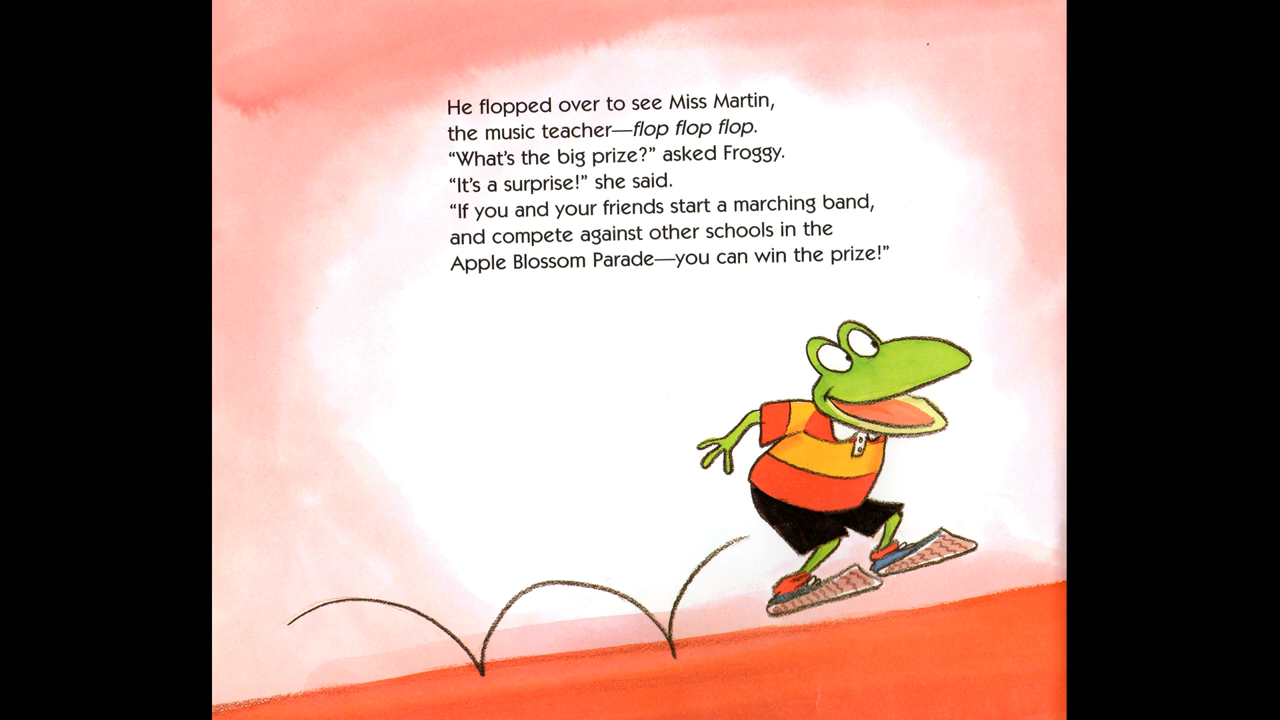 He flopped over to see Miss Martin,
the music teacher—flop flop flop.
“What’s the big prize?” asked Froggy.
“It’s a surprise!” she said.
“If you and your friends start a marching band,
and compete against other schools in the
Apple Blossom Parade—you can win the prize!”